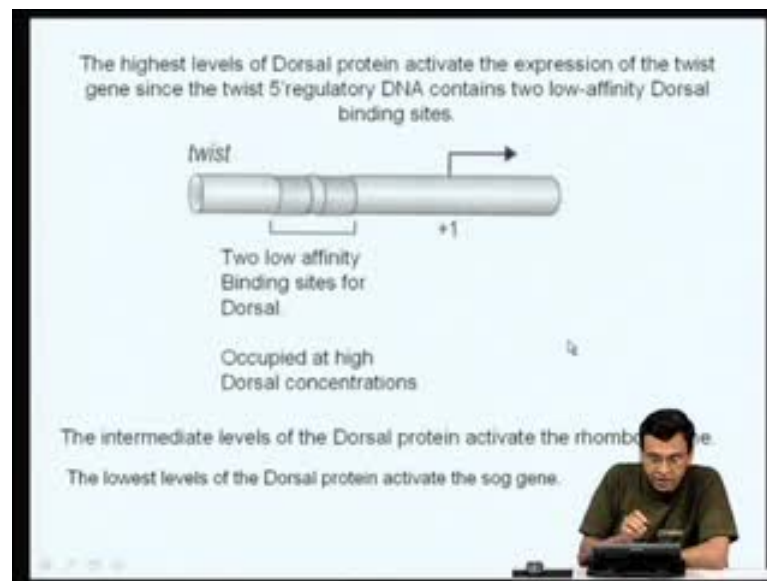 The highest levels of Dorsal protein activate the expression of the twist
gene since the twist 5'regulatory DNA contains two low-affinity Dorsal
binding sites.
twist
+1
Two low affinity
Binding sites for
Dorsal.
Occupied at high
Dorsal concentrations
The intermediate levels of the Dorsal protein activate the
The lowest levels of the Dorsal protein activate the sog gene.